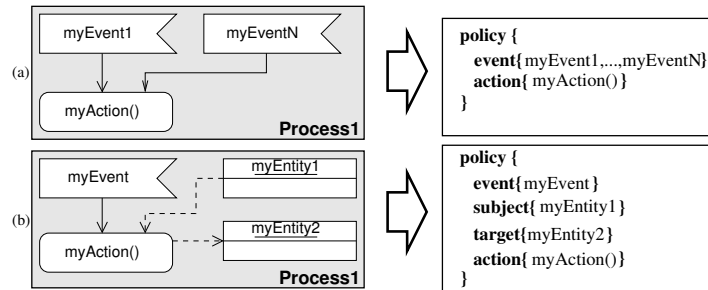 (a)
myEvent1
myEventN
myAction()
Process1
policy {
event{myEvent1,...,myEventN}
action{ myAction()}
}
(b)
myEvent
myEntity1
myEntity2
myAction()
Process1
policy {
event{myEvent}
subject{ myEntity1}
target{myEntity2}
action{ myAction()}
}